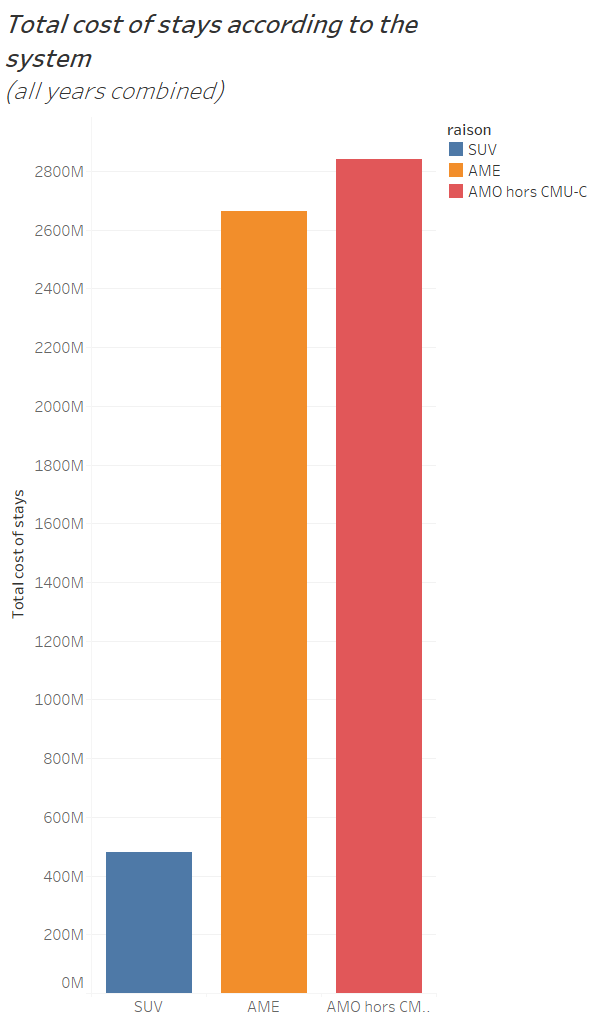 Total cost of stays according to the
system
(all years combined)
raison
SUV
AME
AMO hors CMU-C
Total cost of stays
2800M
2600M
2400M
2200M
2000M
1800M
1600M
1400M
1200M
1000M
800M
600M
400M
200M
0M
SUV
AME
AMO hors CM..